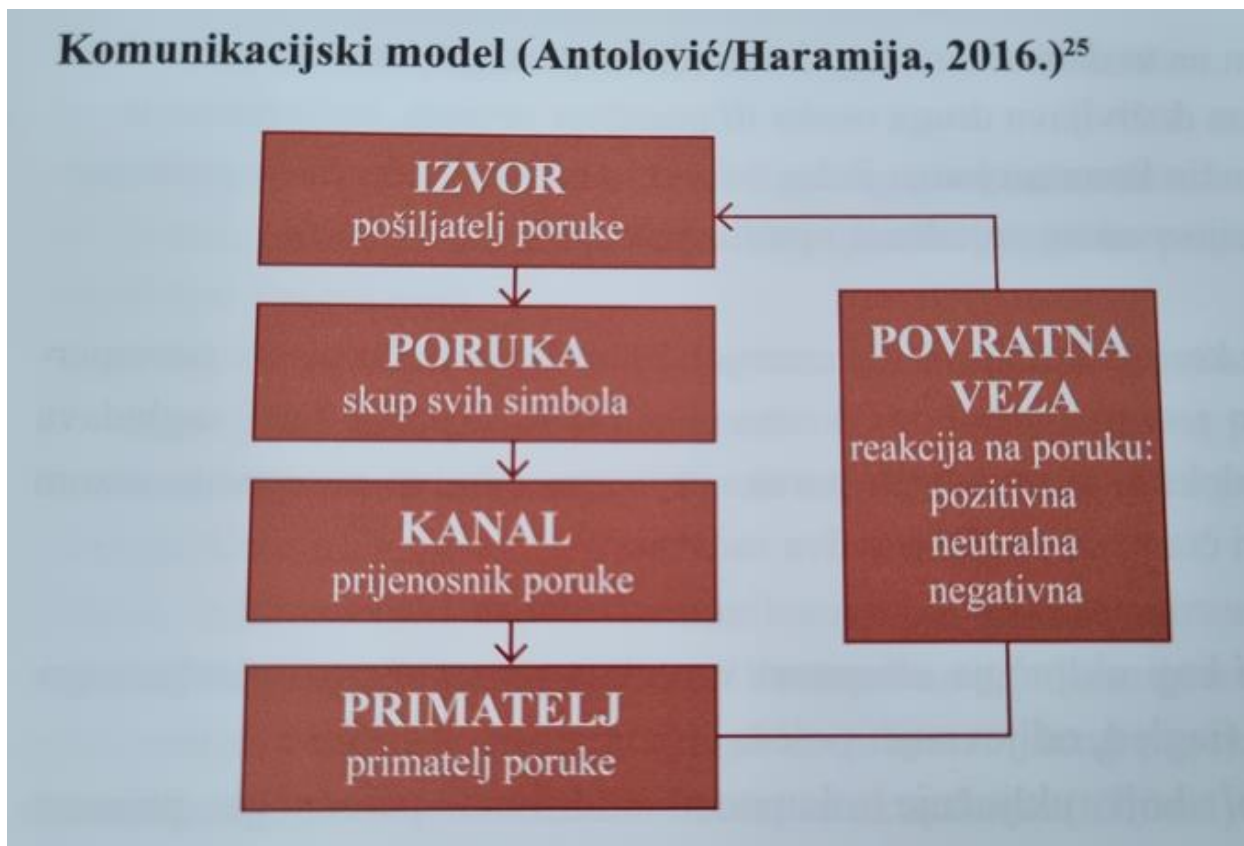 Komunikacijski model (Antolović/Haramija, 2016.)²⁵
IZVOR
pošiljatelj poruke
PORUKA
skup svih simbola
KANAL
prijenosnik poruke
PRIMATELJ
primatelj poruke
POVRATNA
VEZA
reakcija na poruku:
pozitivna
neutralna
negativna